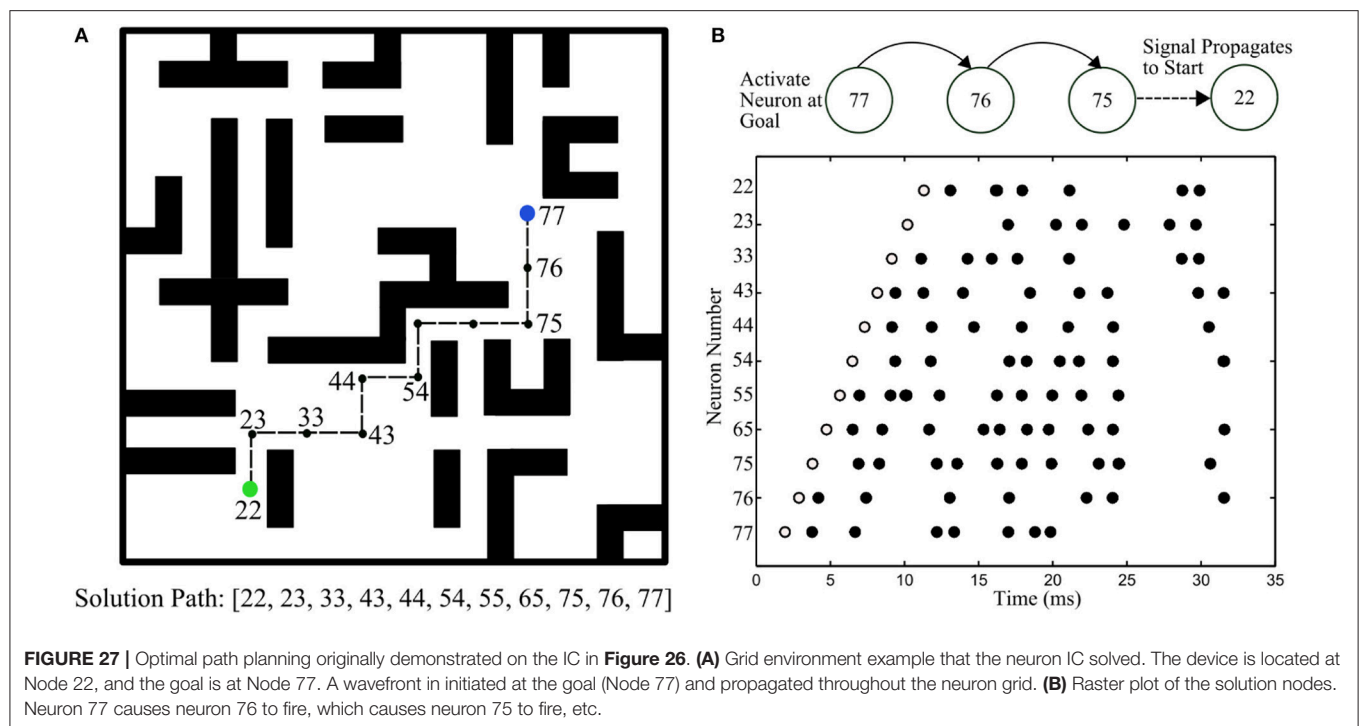 A
77
76
75
44
54
23
33
43
22
Solution Path: [22, 23, 33, 43, 44, 54, 55, 65, 75, 76, 77]
B
Activate
Neuron at
Goal
77
76
75
Signal Propagates
to Start
22
Neuron Number
22
23
33
43
44
54
55
65
75
76
77
0 5 10 15 20 25 30 35
Time (ms)
FIGURE 27 | Optimal path planning originally demonstrated on the IC in Figure 26. (A) Grid environment example that the neuron IC solved. The device is located at
Node 22, and the goal is at Node 77. A wavefront in initiated at the goal (Node 77) and propagated throughout the neuron grid. (B) Raster plot of the solution nodes.
Neuron 77 causes neuron 76 to fire, which causes neuron 75 to fire, etc.